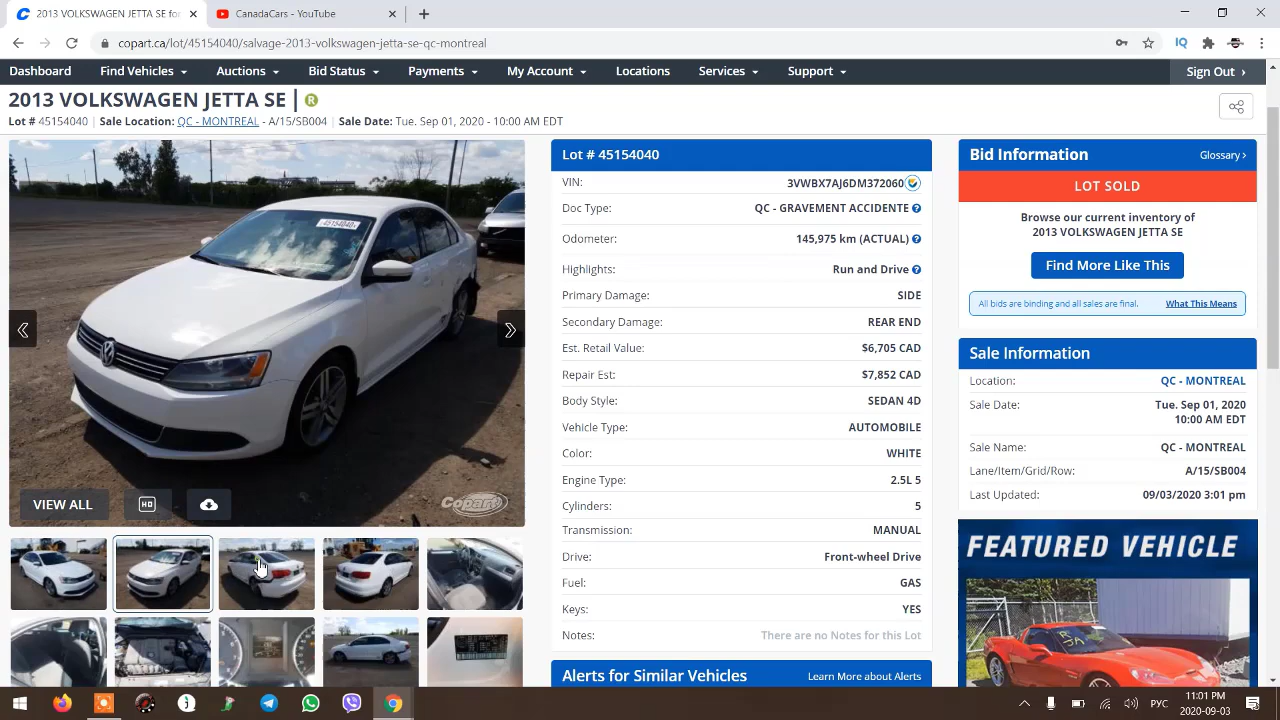 2013 VOLKSWAGEN JETTA SE for
CanadaCars - YouTube
copart.ca/lot/45154040/salvage-2013-volkswagen-jetta-se-qc-montreal
IQ
Dashboard Find Vehicles Auctions Bid Status Payments My Account Locations Services Support Sign Out ›
2013 VOLKSWAGEN JETTA SE | R
Lot # 45154040 | Sale Location: QC - MONTREAL - A/15/SB004 | Sale Date: Tue. Sep 01, 2020 - 10:00 AM EDT
45154040
VIEW ALL
HD
Copart
Lot # 45154040
VIN: 3VWBX7AJ6DM372060
Doc Type: QC - GRAVEMENT ACCIDENTE
Odometer: 145,975 km (ACTUAL)
Highlights: Run and Drive
Primary Damage: SIDE
Secondary Damage: REAR END
Est. Retail Value: $6,705 CAD
Repair Est: $7,852 CAD
Body Style: SEDAN 4D
Vehicle Type: AUTOMOBILE
Color: WHITE
Engine Type: 2.5L 5
Cylinders: 5
Transmission: MANUAL
Drive: Front-wheel Drive
Fuel: GAS
Keys: YES
Notes: There are no Notes for this Lot
Alerts for Similar Vehicles Learn More about Alerts
Bid Information Glossary ›
LOT SOLD
Browse our current inventory of
2013 VOLKSWAGEN JETTA SE
Find More Like This
All bids are binding and all sales are final. What This Means
Sale Information
Location: QC - MONTREAL
Sale Date: Tue. Sep 01, 2020
10:00 AM EDT
Sale Name: QC - MONTREAL
Lane/Item/Grid/Row: A/15/SB004
Last Updated: 09/03/2020 3:01 pm
FEATURED VEHICLE
РУС
11:01 PM
2020-09-03